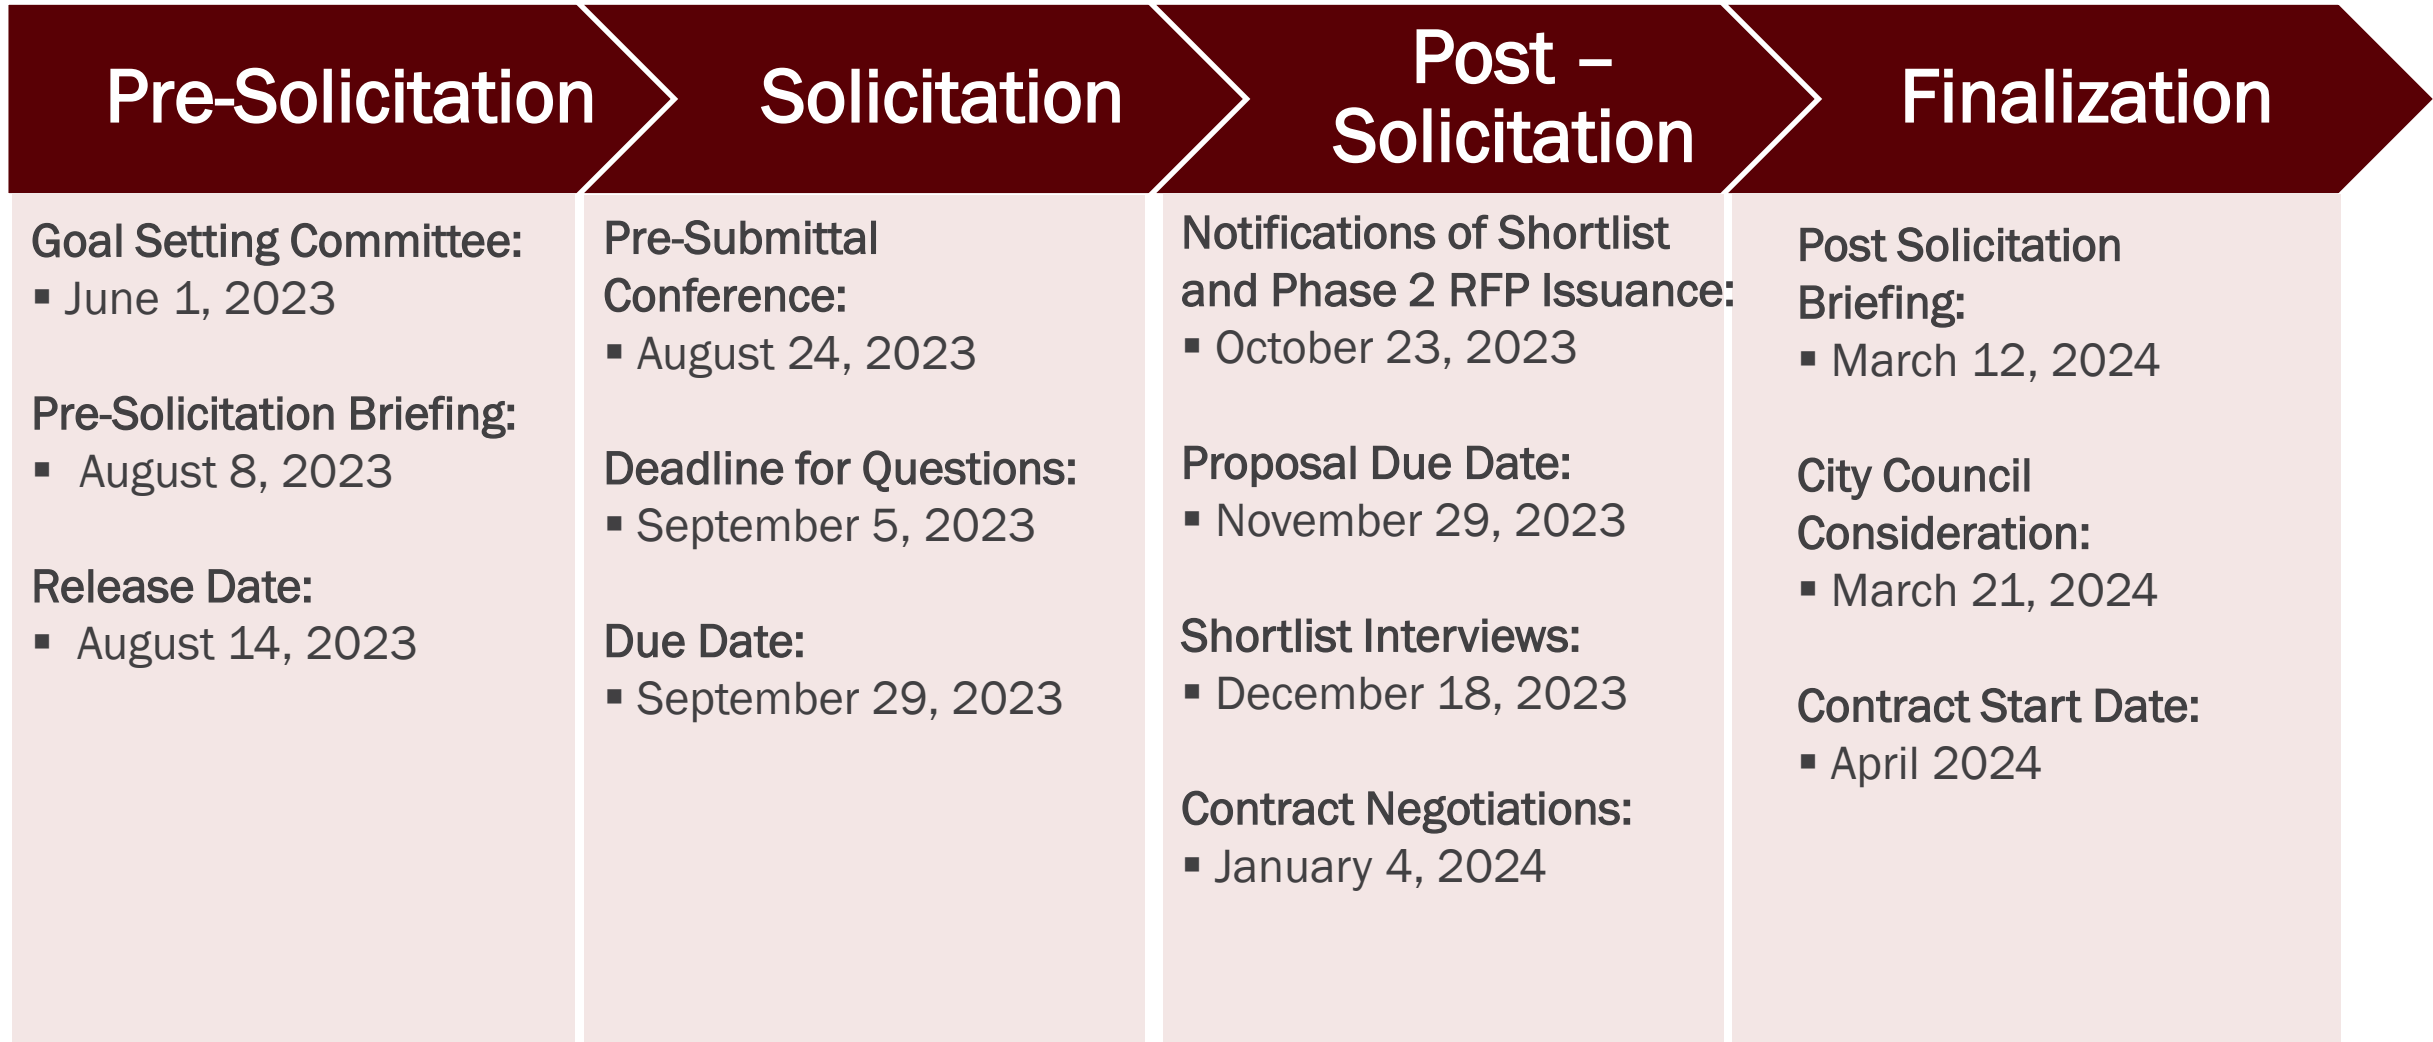 Pre-Solicitation
Solicitation
Post –
Solicitation
Finalization
Goal Setting Committee:
▪ June 1, 2023
Pre-Solicitation Briefing:
▪ August 8, 2023
Release Date:
▪ August 14, 2023
Pre-Submittal
Conference:
▪ August 24, 2023
Deadline for Questions:
▪ September 5, 2023
Due Date:
▪ September 29, 2023
Notifications of Shortlist
and Phase 2 RFP Issuance:
▪ October 23, 2023
Proposal Due Date:
▪ November 29, 2023
Shortlist Interviews:
▪ December 18, 2023
Contract Negotiations:
▪ January 4, 2024
Post Solicitation
Briefing:
▪ March 12, 2024
City Council
Consideration:
▪ March 21, 2024
Contract Start Date:
▪ April 2024